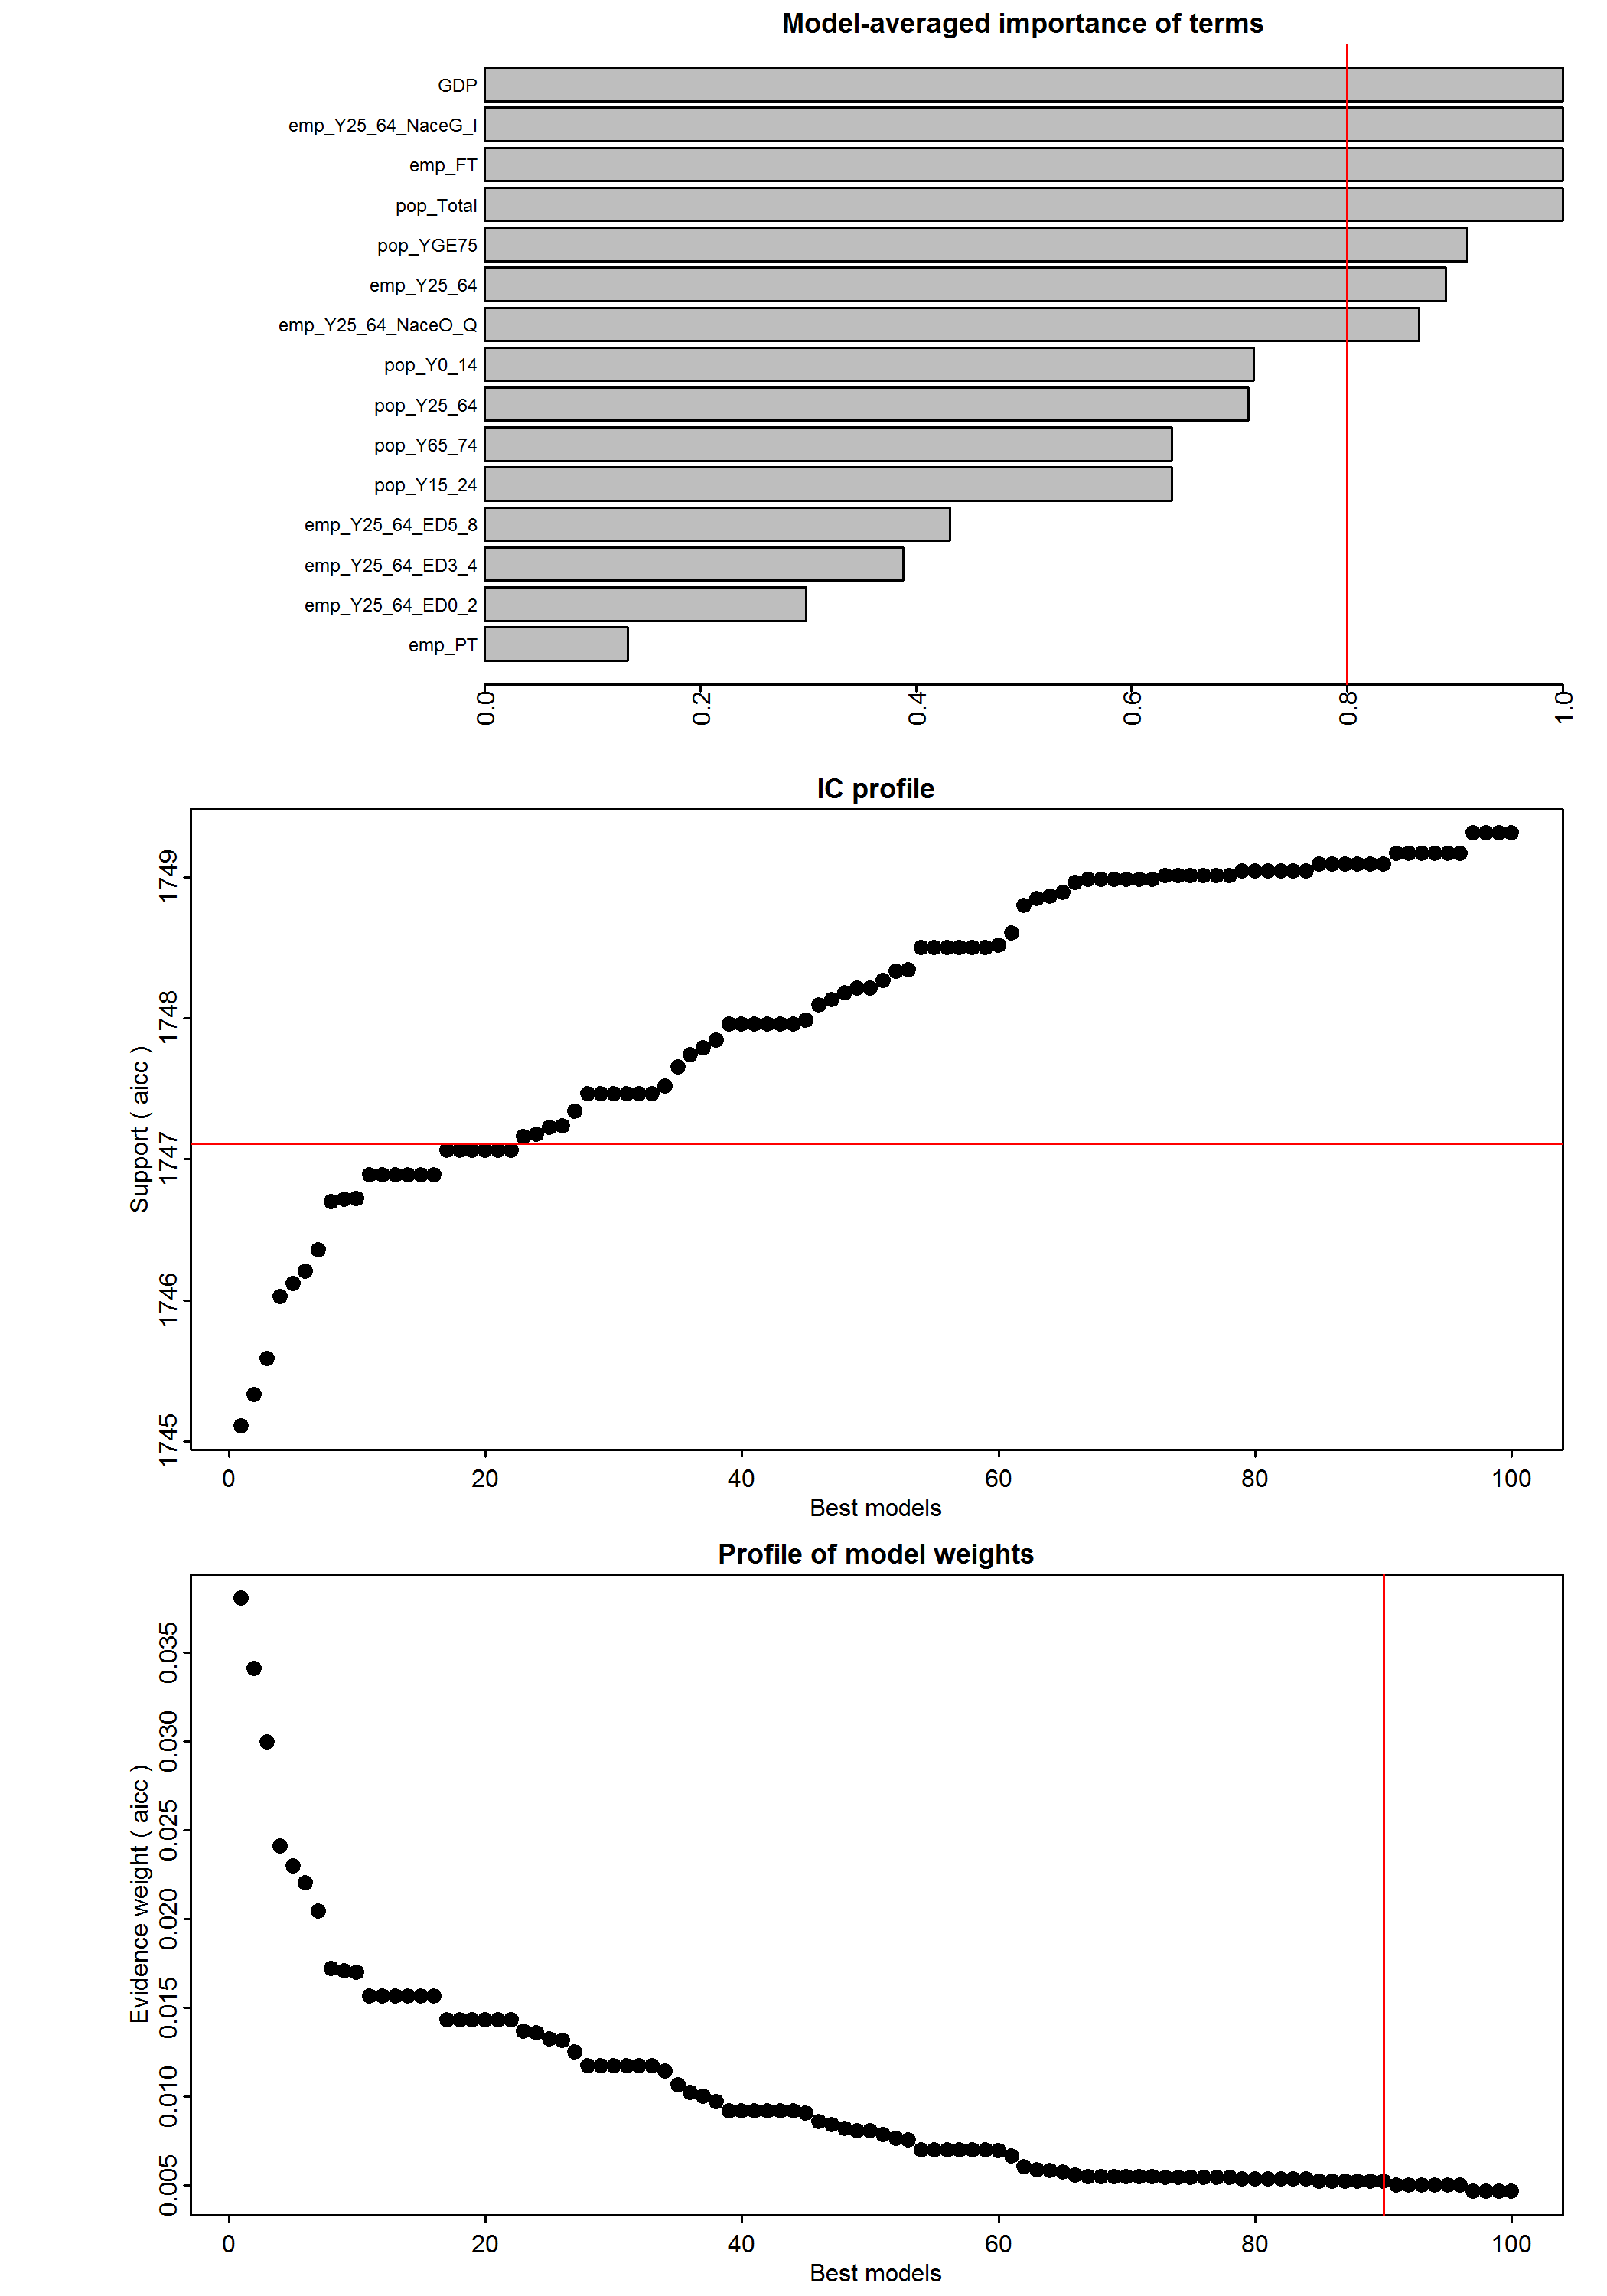 Model-averaged importance of terms
GDP
emp_Y25_64_NaceG_I
emp_FT
pop_Total
pop_YGE75
emp_Y25_64
emp_Y25_64_NaceO_Q
pop_Y0_14
pop_Y25_64
pop_Y65_74
pop_Y15_24
emp_Y25_64_ED5_8
emp_Y25_64_ED3_4
emp_Y25_64_ED0_2
emp_PT
0.0 0.2 0.4 0.6 0.8 1.0
IC profile
Support ( aicc )
1749
1748
1747
1746
1745
0 20 40 60 80 100
Best models
Profile of model weights
Evidence weight ( aicc )
0.035
0.030
0.025
0.020
0.015
0.010
0.005
0 20 40 60 80 100
Best models